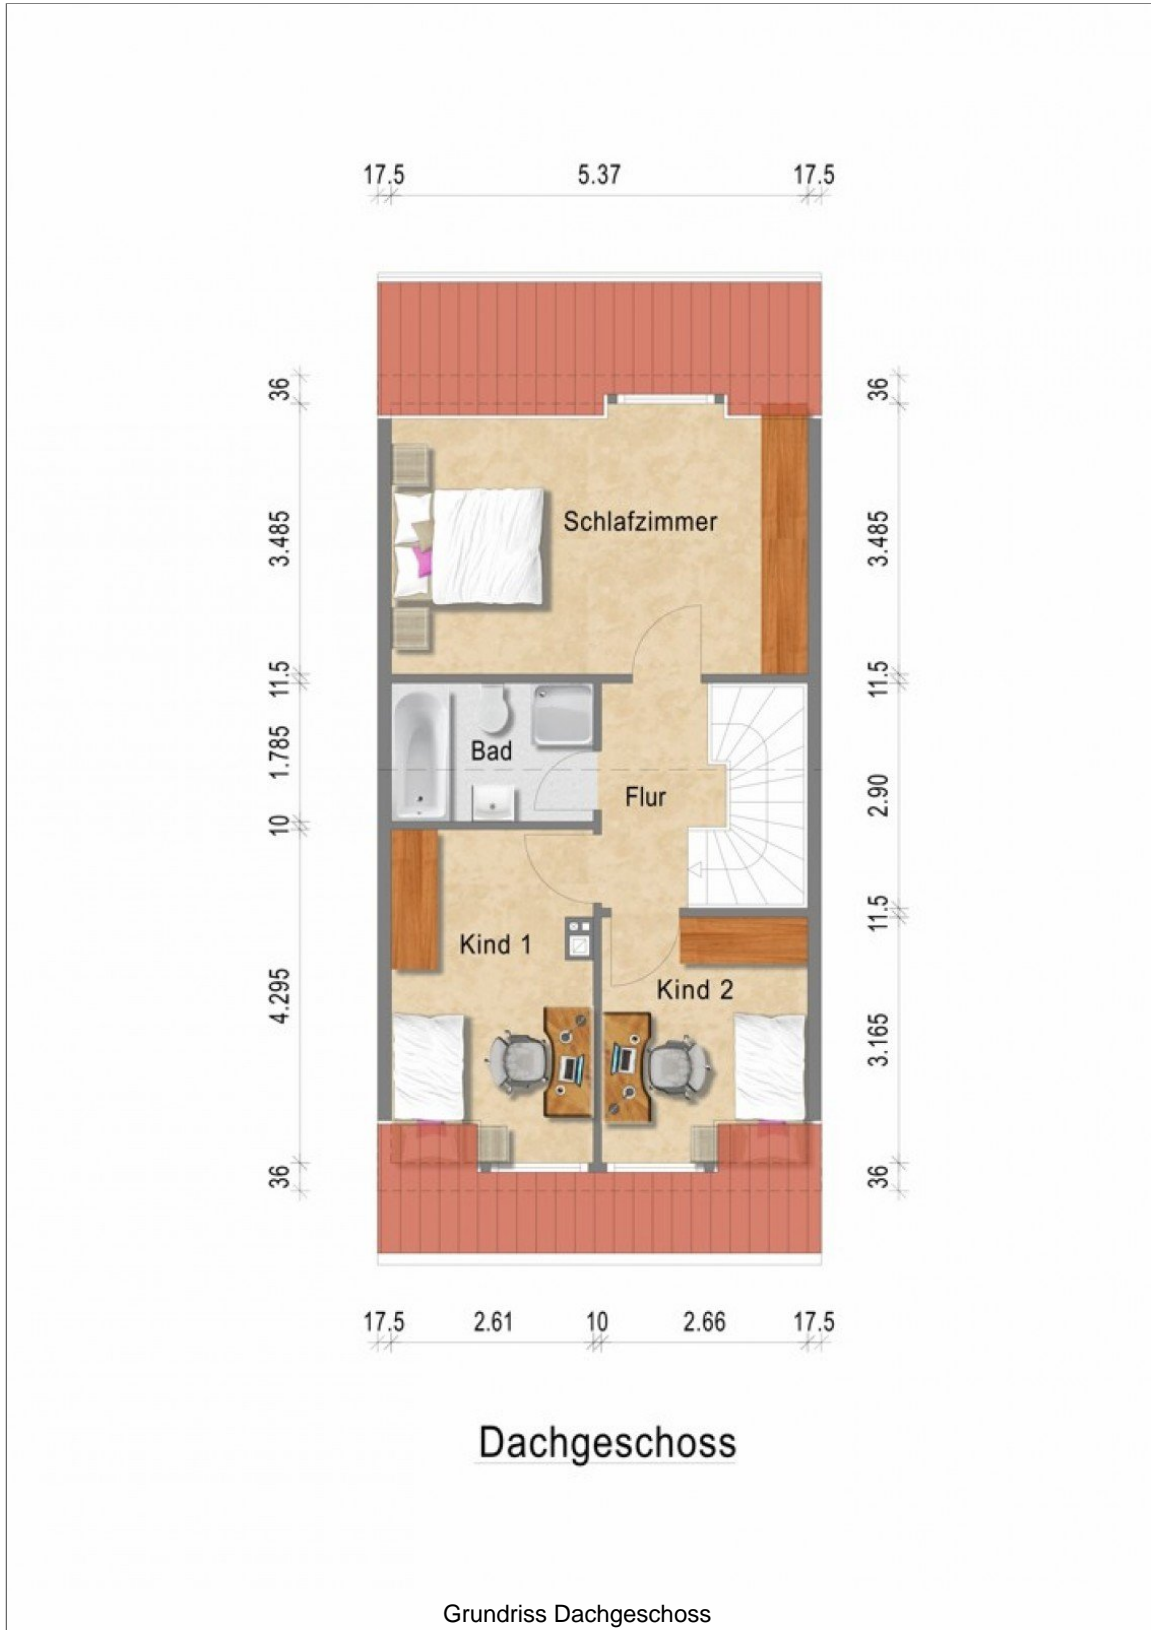 17.5 5.37 17.5
36 36
3.485 Schlafzimmer 3.485
11.5 11.5
1.785 Bad Flur 2.90
10
11.5
Kind 1 Kind 2
4.295 3.165
36 36
17.5 2.61 10 2.66 17.5
Dachgeschoss
Grundriss Dachgeschoss